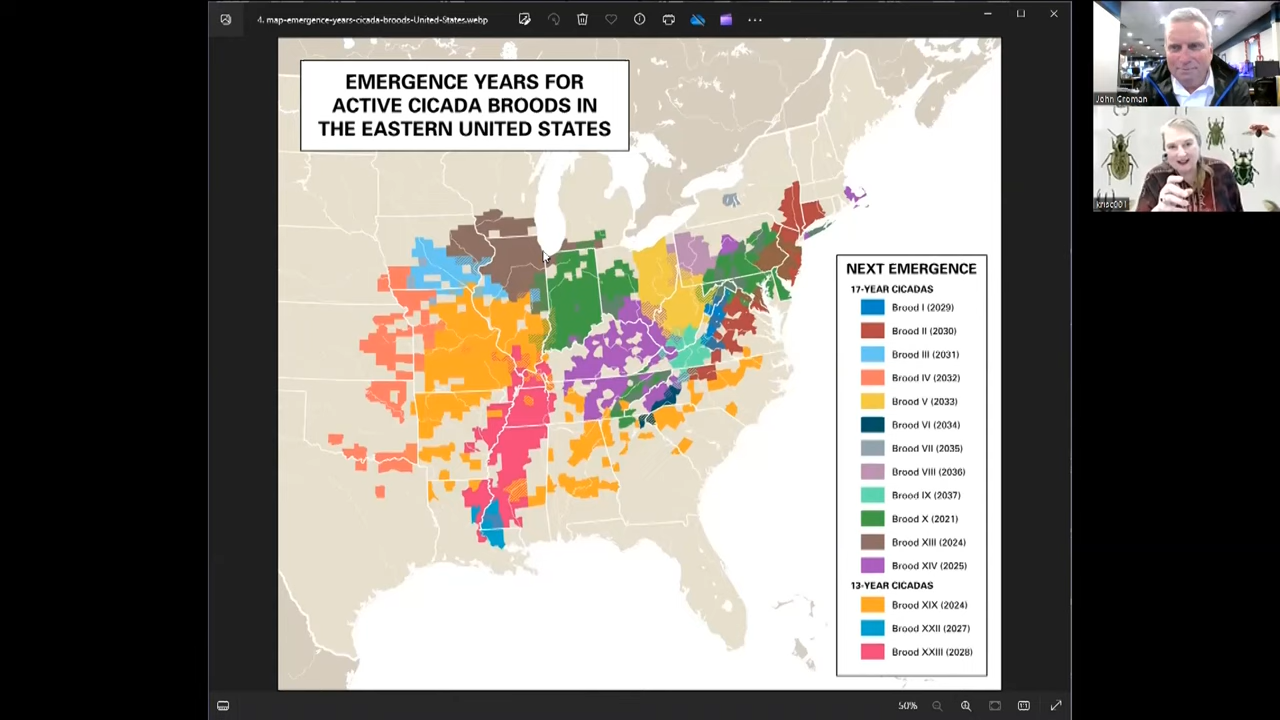 4. map-emergence-years-cicada-broods-United-States.webp
EMERGENCE YEARS FOR
ACTIVE CICADA BROODS IN
THE EASTERN UNITED STATES
NEXT EMERGENCE
17-YEAR CICADAS
Brood I (2029)
Brood II (2030)
Brood III (2031)
Brood IV (2032)
Brood V (2033)
Brood VI (2034)
Brood VII (2035)
Brood VIII (2036)
Brood IX (2037)
Brood X (2021)
Brood XIII (2024)
Brood XIV (2025)
13-YEAR CICADAS
Brood XIX (2024)
Brood XXII (2027)
Brood XXIII (2028)
50%
John Croman
krisc001